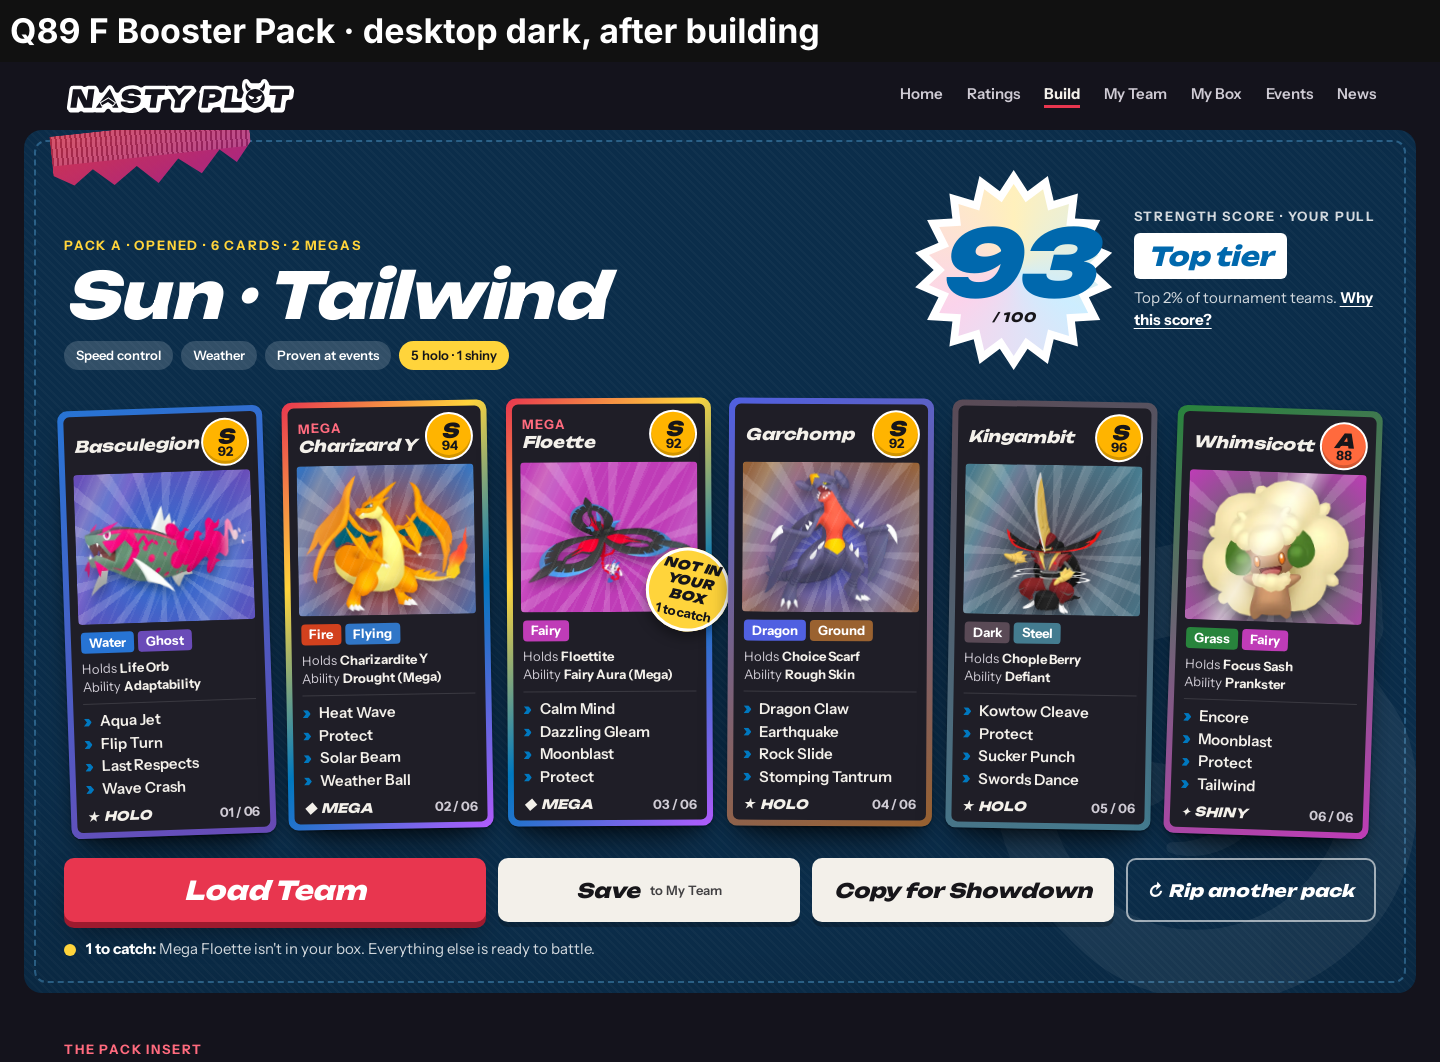 Q89 F Booster Pack · desktop dark, after building
NASTY PLOT
Home Ratings Build My Team My Box Events News
PACK A · OPENED · 6 CARDS · 2 MEGAS
Sun · Tailwind
Speed control Weather Proven at events 5 holo · 1 shiny
93
/ 100
STRENGTH SCORE · YOUR PULL
Top tier
Top 2% of tournament teams. Why
this score?
Basculegion
S
92
Water Ghost
Holds Life Orb
Ability Adaptability
» Aqua Jet
» Flip Turn
» Last Respects
» Wave Crash
★ HOLO 01 / 06
MEGA
Charizard Y
S
94
Fire Flying
Holds Charizardite Y
Ability Drought (Mega)
» Heat Wave
» Protect
» Solar Beam
» Weather Ball
◆ MEGA 02 / 06
MEGA
Floette
S
92
NOT IN
YOUR
BOX
1 to catch
Fairy
Holds Floettite
Ability Fairy Aura (Mega)
» Calm Mind
» Dazzling Gleam
» Moonblast
» Protect
◆ MEGA 03 / 06
Garchomp
S
92
Dragon Ground
Holds Choice Scarf
Ability Rough Skin
» Dragon Claw
» Earthquake
» Rock Slide
» Stomping Tantrum
★ HOLO 04 / 06
Kingambit
S
96
Dark Steel
Holds Chople Berry
Ability Defiant
» Kowtow Cleave
» Protect
» Sucker Punch
» Swords Dance
★ HOLO 05 / 06
Whimsicott
A
88
Grass Fairy
Holds Focus Sash
Ability Prankster
» Encore
» Moonblast
» Protect
» Tailwind
✦ SHINY 06 / 06
Load Team
Save to My Team
Copy for Showdown
↻ Rip another pack
1 to catch: Mega Floette isn't in your box. Everything else is ready to battle.
THE PACK INSERT